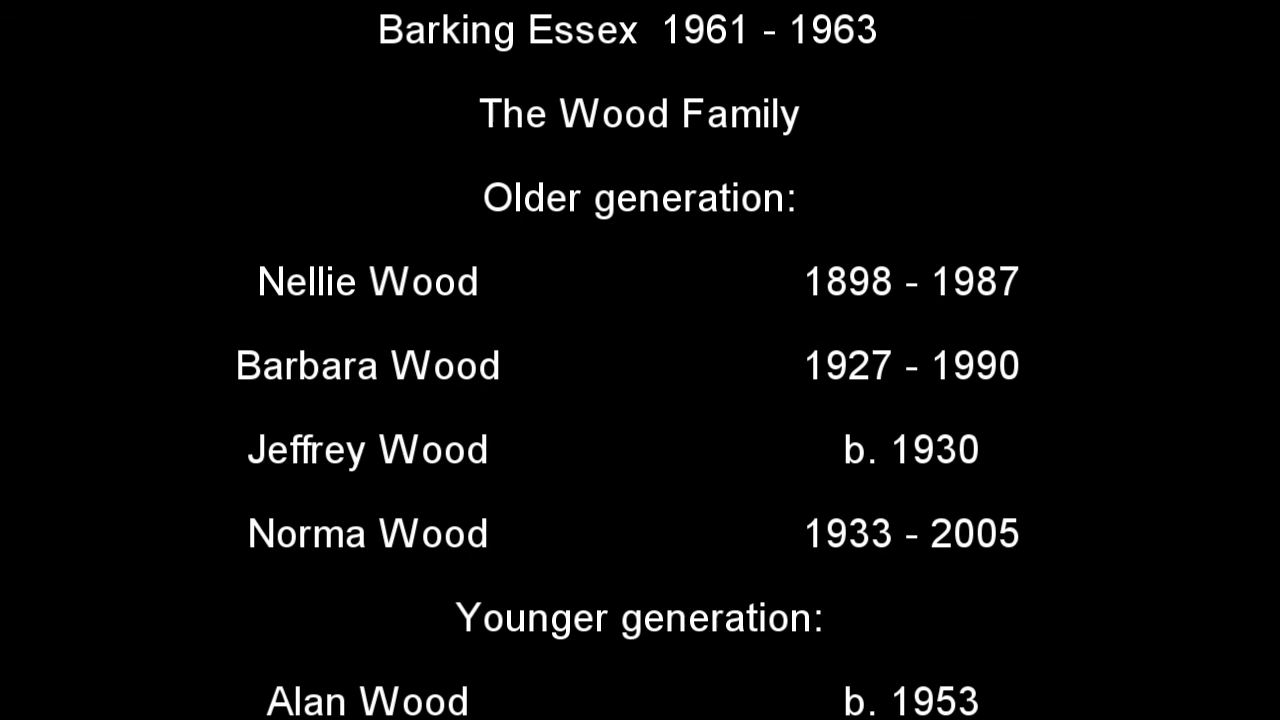 Barking Essex 1961 - 1963
The Wood Family
Older generation:
Nellie Wood 1898 - 1987
Barbara Wood 1927 - 1990
Jeffrey Wood b. 1930
Norma Wood 1933 - 2005
Younger generation:
Alan Wood b. 1953